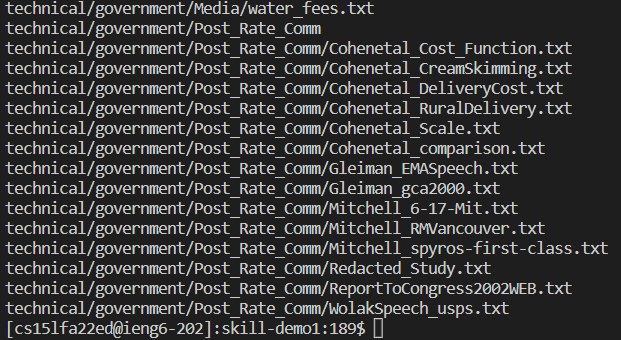 technical/government/Media/water_fees.txt
technical/government/Post_Rate_Comm
technical/government/Post_Rate_Comm/Cohenetal_Cost_Function.txt
technical/government/Post_Rate_Comm/Cohenetal_CreamSkimming.txt
technical/government/Post_Rate_Comm/Cohenetal_DeliveryCost.txt
technical/government/Post_Rate_Comm/Cohenetal_RuralDelivery.txt
technical/government/Post_Rate_Comm/Cohenetal_Scale.txt
technical/government/Post_Rate_Comm/Cohenetal_comparison.txt
technical/government/Post_Rate_Comm/Gleiman_EMASpeech.txt
technical/government/Post_Rate_Comm/Gleiman_gca2000.txt
technical/government/Post_Rate_Comm/Mitchell_6-17-Mit.txt
technical/government/Post_Rate_Comm/Mitchell_RMVancouver.txt
technical/government/Post_Rate_Comm/Mitchell_spyros-first-class.txt
technical/government/Post_Rate_Comm/Redacted_Study.txt
technical/government/Post_Rate_Comm/ReportToCongress2002WEB.txt
technical/government/Post_Rate_Comm/WolakSpeech_usps.txt
[cs15lfa22ed@ieng6-202]:skill-demo1:189$